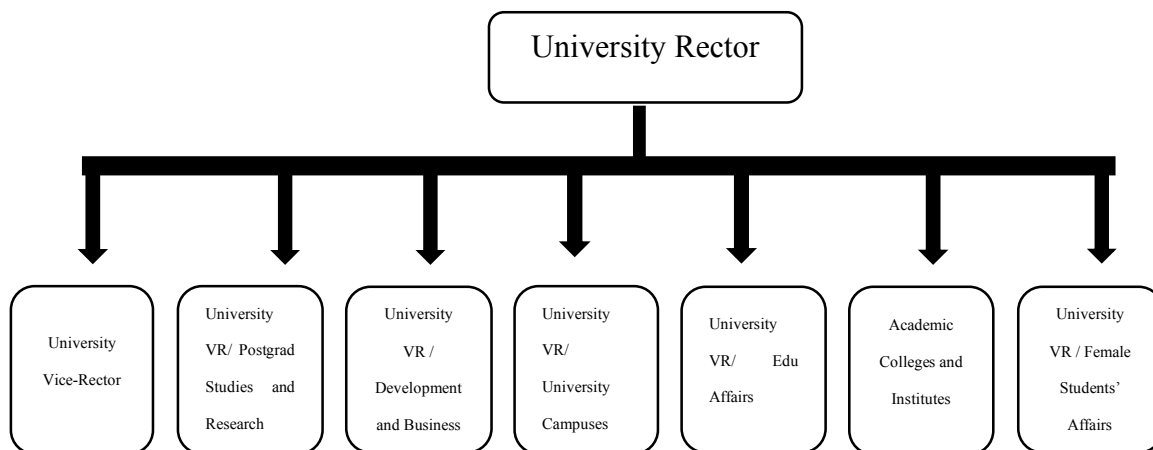 University Rector
University
Vice-Rector
University
VR/ Postgrad
Studies and
Research
University
VR /
Development
and Business
University
VR/
University
Campuses
University
VR/ Edu
Affairs
Academic
Colleges and
Institutes
University
VR / Female
Students’
Affairs